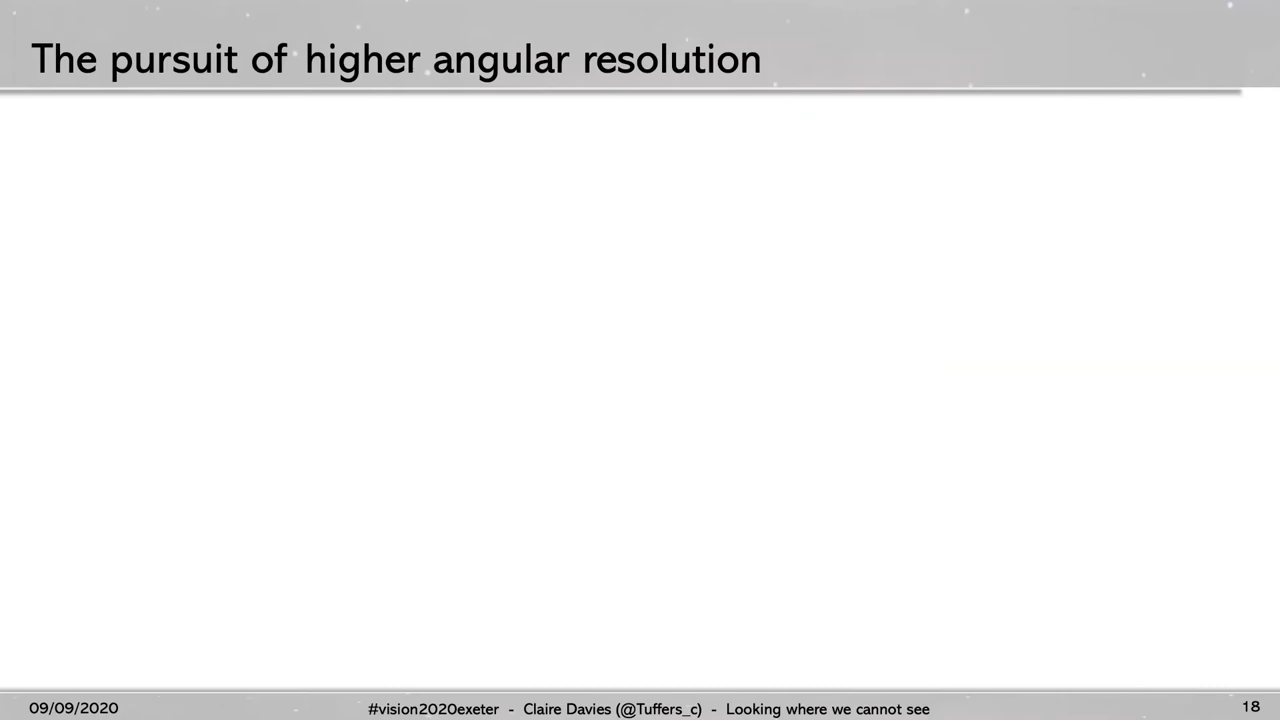 The pursuit of higher angular resolution
09/09/2020
#vision2020exeter - Claire Davies (@Tuffers_c) - Looking where we cannot see
18